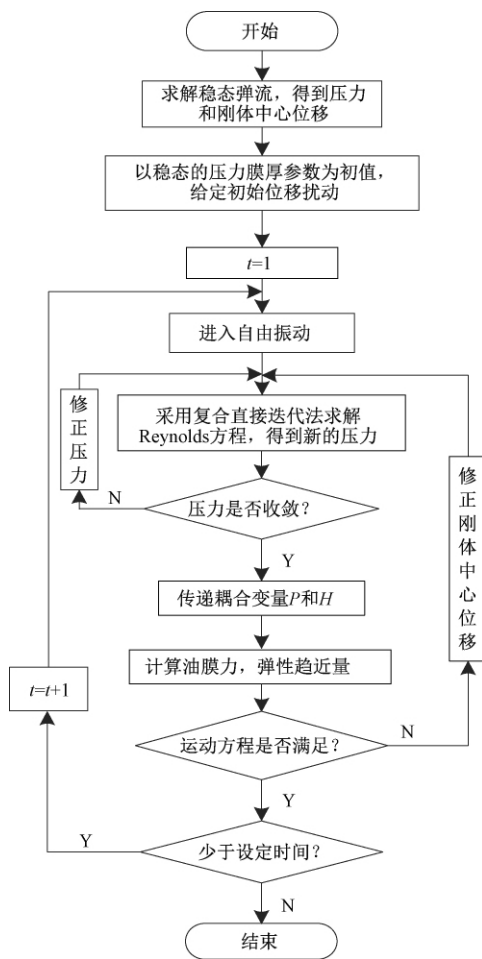 开始
求解稳态弹流，得到压力
和刚体中心位移
以稳态的压力膜厚参数为初值，
给定初始位移扰动
t=1
进入自由振动
修正压力
采用复合直接迭代法求解
Reynolds方程，得到新的压力
N
压力是否收敛？
Y
修正刚体中心位移
传递耦合变量P和H
计算油膜力，弹性趋近量
t=t+1
运动方程是否满足？
N
Y
Y
少于设定时间？
N
结束